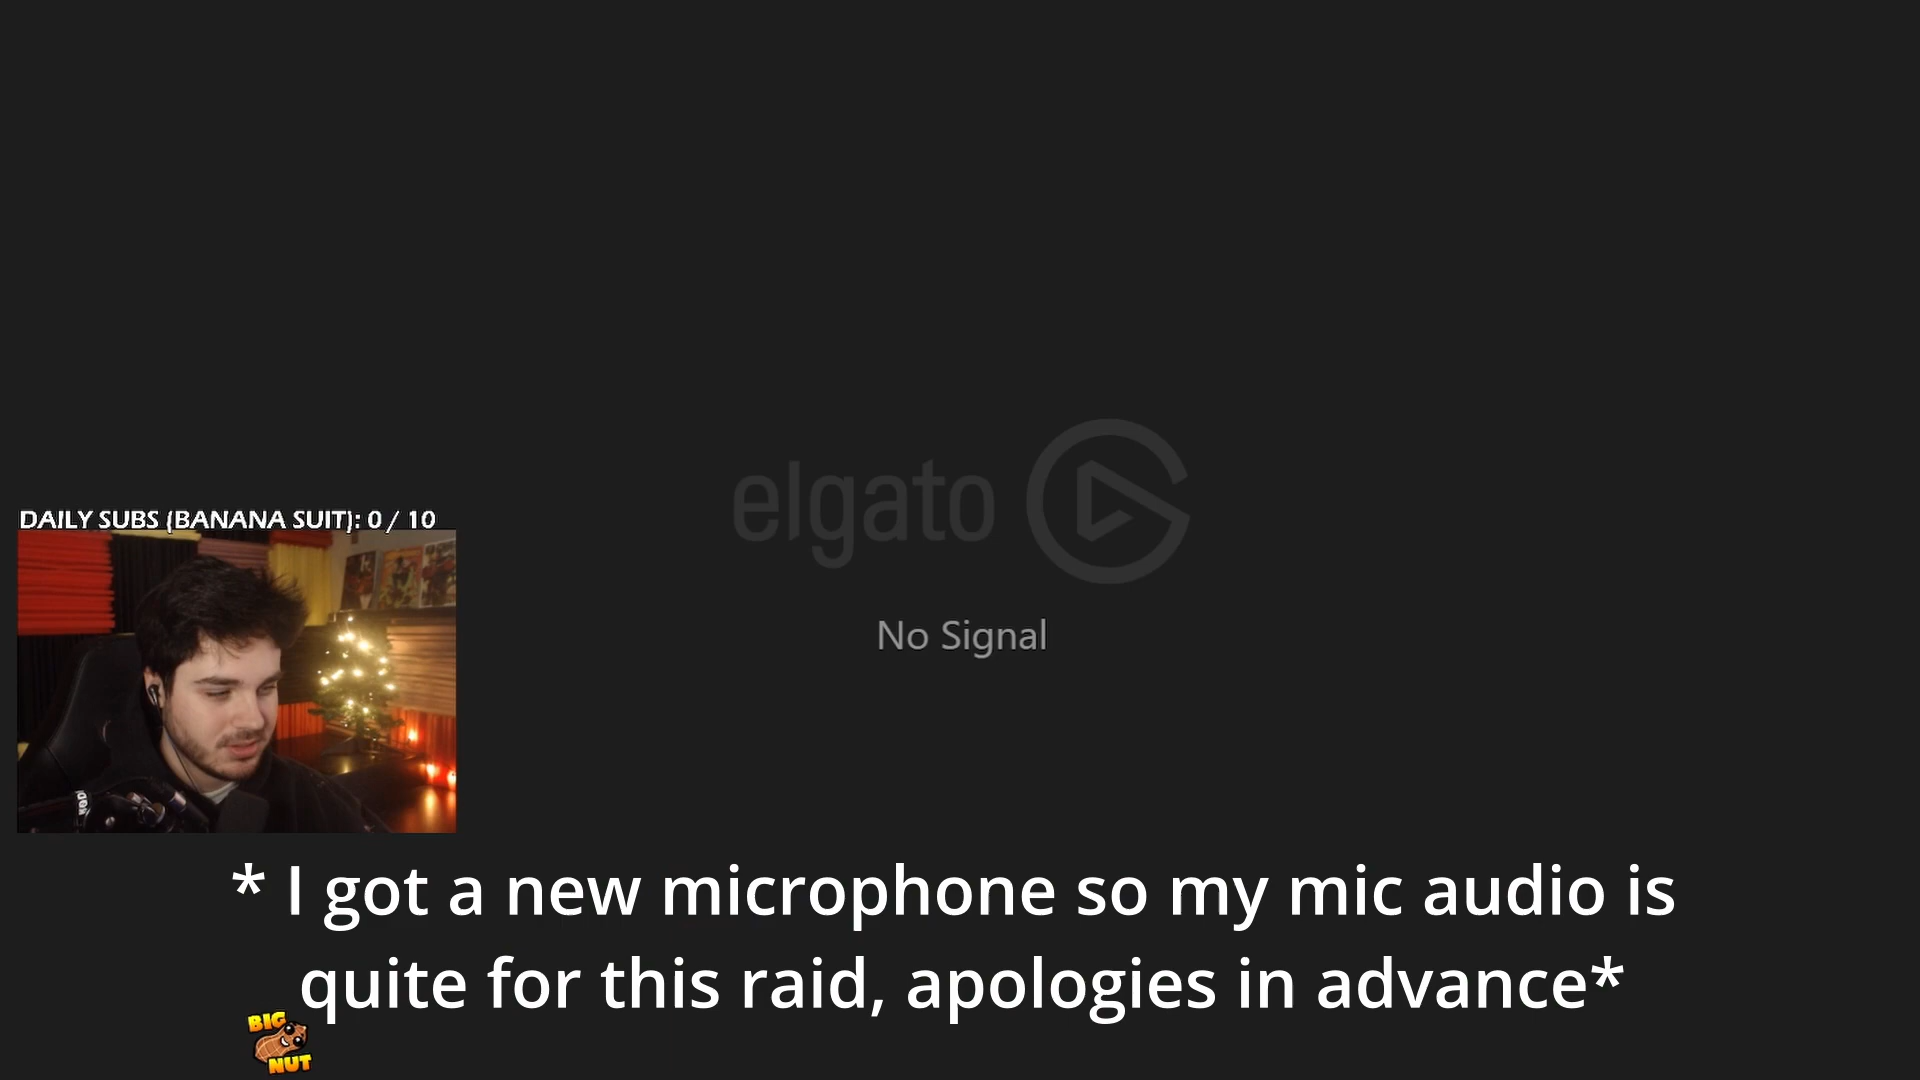 elgato
DAILY SUBS (BANANA SUIT): 0 / 10
No Signal
* I got a new microphone so my mic audio is
quite for this raid, apologies in advance*
BIG
NUT